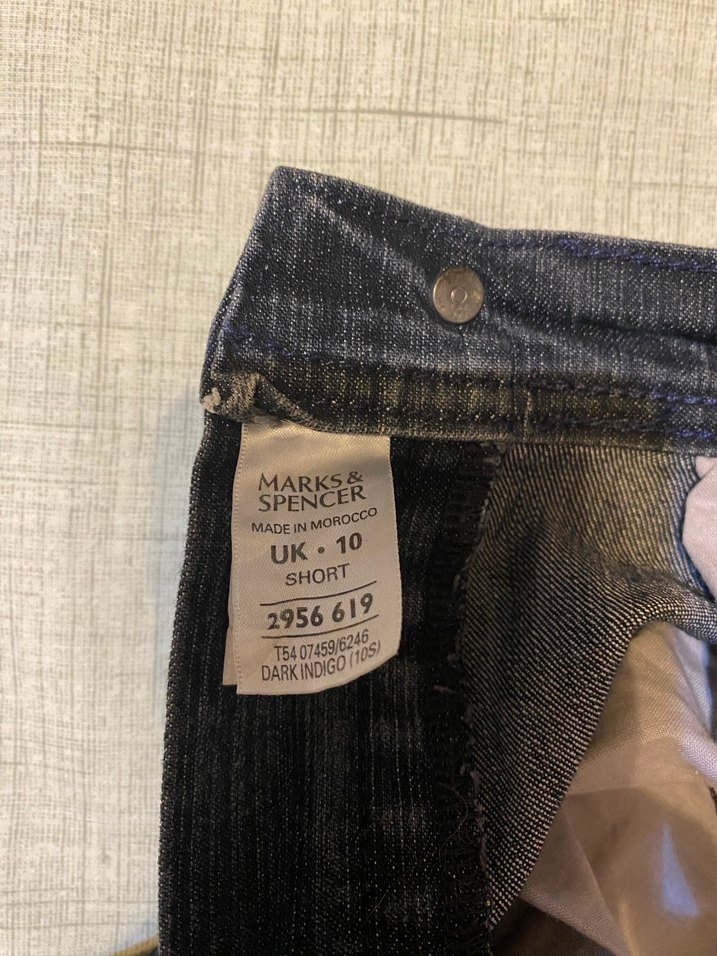 MARKS &
SPENCER
MADE IN MOROCCO
UK • 10
SHORT
2956 619
T54 07459/6246
DARK INDIGO (10S)